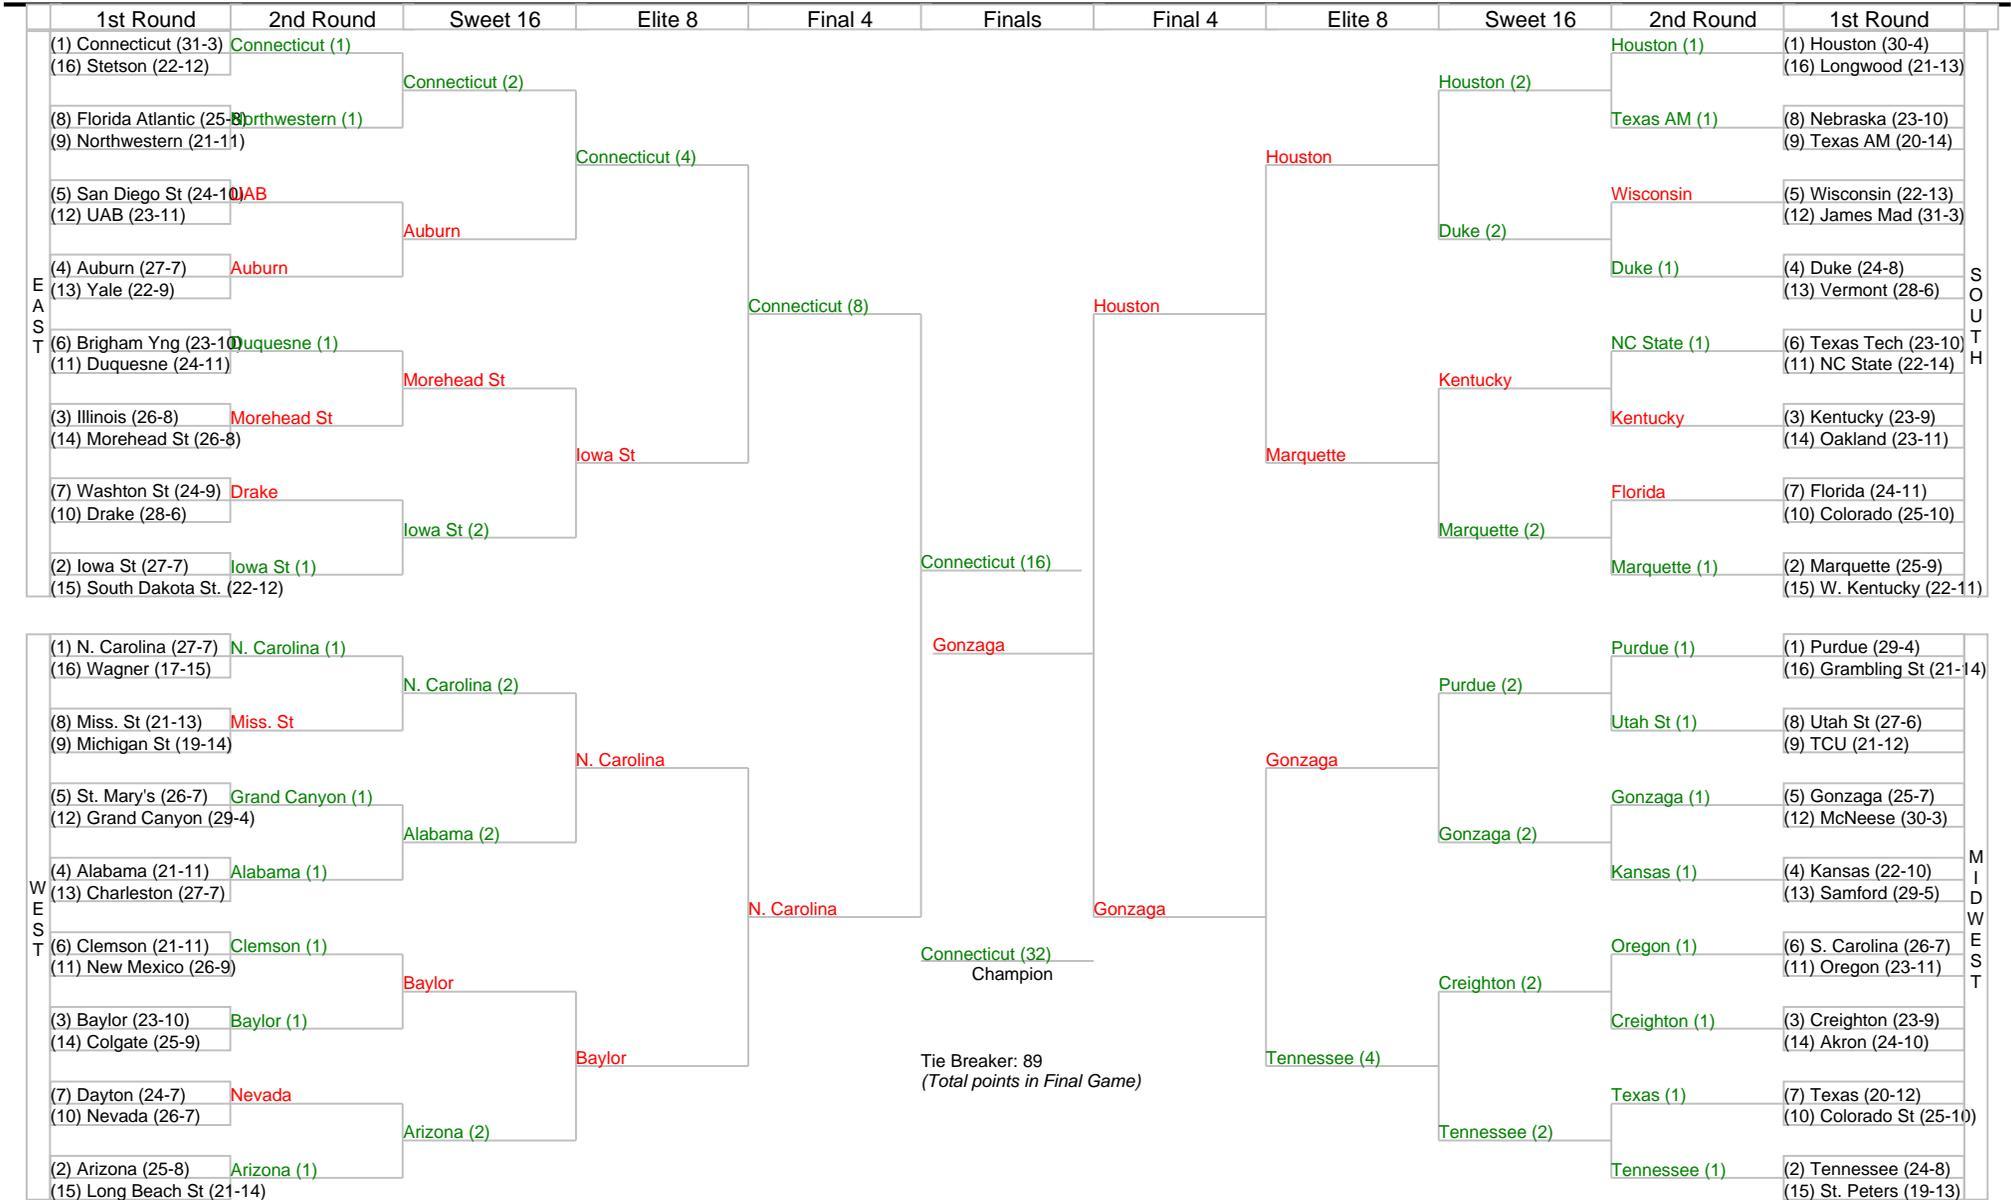 1st Round 2nd Round Sweet 16 Elite 8 Final 4 Finals Final 4 Elite 8 Sweet 16 2nd Round 1st Round
EAST
(1) Connecticut (31-3)
(16) Stetson (22-12)
(8) Florida Atlantic (25-8)
(9) Northwestern (21-11)
(5) San Diego St (24-10)
(12) UAB (23-11)
(4) Auburn (27-7)
(13) Yale (22-9)
(6) Brigham Yng (23-10)
(11) Duquesne (24-11)
(3) Illinois (26-8)
(14) Morehead St (26-8)
(7) Washton St (24-9)
(10) Drake (28-6)
(2) Iowa St (27-7)
(15) South Dakota St. (22-12)
Connecticut (1)
Northwestern (1)
UAB
Auburn
Duquesne (1)
Morehead St
Drake
Iowa St (1)
Connecticut (2)
Auburn
Morehead St
Iowa St (2)
Connecticut (4)
Iowa St
Connecticut (8)
WEST
(1) N. Carolina (27-7)
(16) Wagner (17-15)
(8) Miss. St (21-13)
(9) Michigan St (19-14)
(5) St. Mary's (26-7)
(12) Grand Canyon (29-4)
(4) Alabama (21-11)
(13) Charleston (27-7)
(6) Clemson (21-11)
(11) New Mexico (26-9)
(3) Baylor (23-10)
(14) Colgate (25-9)
(7) Dayton (24-7)
(10) Nevada (26-7)
(2) Arizona (25-8)
(15) Long Beach St (21-14)
N. Carolina (1)
Miss. St
Grand Canyon (1)
Alabama (1)
Clemson (1)
Baylor (1)
Nevada
Arizona (1)
N. Carolina (2)
Alabama (2)
Baylor
Arizona (2)
N. Carolina
Baylor
N. Carolina
Connecticut (16)
Gonzaga
Connecticut (32)
Champion
Tie Breaker: 89
(Total points in Final Game)
Houston
Houston
Marquette
Houston (2)
Duke (2)
Kentucky
Marquette (2)
Houston (1)
Texas AM (1)
Wisconsin
Duke (1)
NC State (1)
Kentucky
Florida
Marquette (1)
(1) Houston (30-4)
(16) Longwood (21-13)
(8) Nebraska (23-10)
(9) Texas AM (20-14)
(5) Wisconsin (22-13)
(12) James Mad (31-3)
(4) Duke (24-8)
(13) Vermont (28-6)
(6) Texas Tech (23-10)
(11) NC State (22-14)
(3) Kentucky (23-9)
(14) Oakland (23-11)
(7) Florida (24-11)
(10) Colorado (25-10)
(2) Marquette (25-9)
(15) W. Kentucky (22-11)
SOUTH
Gonzaga
Gonzaga
Tennessee (4)
Purdue (2)
Gonzaga (2)
Creighton (2)
Tennessee (2)
Purdue (1)
Utah St (1)
Gonzaga (1)
Kansas (1)
Oregon (1)
Creighton (1)
Texas (1)
Tennessee (1)
(1) Purdue (29-4)
(16) Grambling St (21-14)
(8) Utah St (27-6)
(9) TCU (21-12)
(5) Gonzaga (25-7)
(12) McNeese (30-3)
(4) Kansas (22-10)
(13) Samford (29-5)
(6) S. Carolina (26-7)
(11) Oregon (23-11)
(3) Creighton (23-9)
(14) Akron (24-10)
(7) Texas (20-12)
(10) Colorado St (25-10)
(2) Tennessee (24-8)
(15) St. Peters (19-13)
MIDWEST